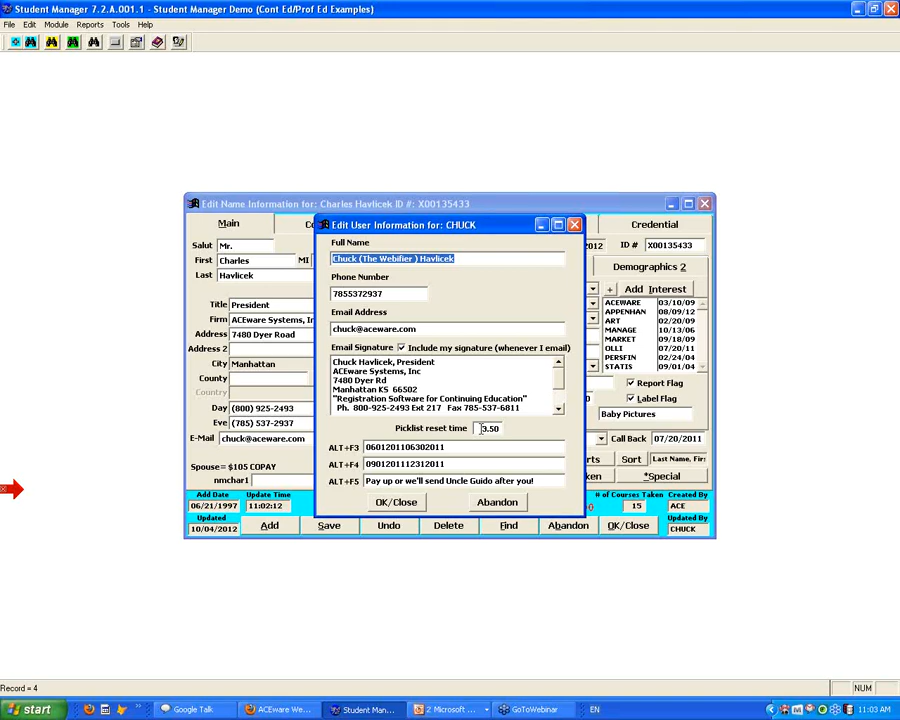 Student Manager 7.2.A.001.1 - Student Manager Demo (Cont Ed/Prof Ed Examples)
File Edit Module Reports Tools Help
Edit Name Information for: Charles Havlicek ID #: X00135433
Main
Credential
Salut Mr.
2012 ID # X00135433
First Charles MI
Demographics 2
Last Havlicek
+ Add Interest
Title President
Firm ACEware Systems, In
Address 7480 Dyer Road
Address 2
City Manhattan
County
Country
Day (800) 925-2493
Eve (785) 537-2937
E-Mail chuck@aceware.com
Spouse= $105 COPAY
nmchar1
ACEWARE 03/10/09
APPENHAN 08/09/12
ART 02/20/09
MANAGE 10/13/06
MARKET 09/18/09
OLLI 07/20/11
PERSFIN 02/24/04
STATIS 09/01/04
Report Flag
Label Flag
Baby Pictures
Call Back 07/20/2011
rts Sort Last Name, First
ken *Special
Add Date Update Time
06/21/1997 11:02:12
# of Courses Taken Created By
15 ACE
Updated
10/04/2012
Updated By
CHUCK
Add Save Undo Delete Find Abandon OK/Close
Edit User Information for: CHUCK
Full Name
Chuck (The Webifier ) Havlicek
Phone Number
7855372937
Email Address
chuck@aceware.com
Email Signature Include my signature (whenever I email)
Chuck Havlicek, President
ACEware Systems, Inc
7480 Dyer Rd
Manhattan KS 66502
"Registration Software for Continuing Education"
Ph. 800-925-2493 Ext 217 Fax 785-537-6811
Picklist reset time 3.50
ALT+F3 0601201106302011
ALT+F4 0901201112312011
ALT+F5 Pay up or we'll send Uncle Guido after you!
OK/Close Abandon
Record = 4
NUM
start
Google Talk
ACEware We...
Student Man...
2 Microsoft ...
GoToWebinar
EN
11:03 AM